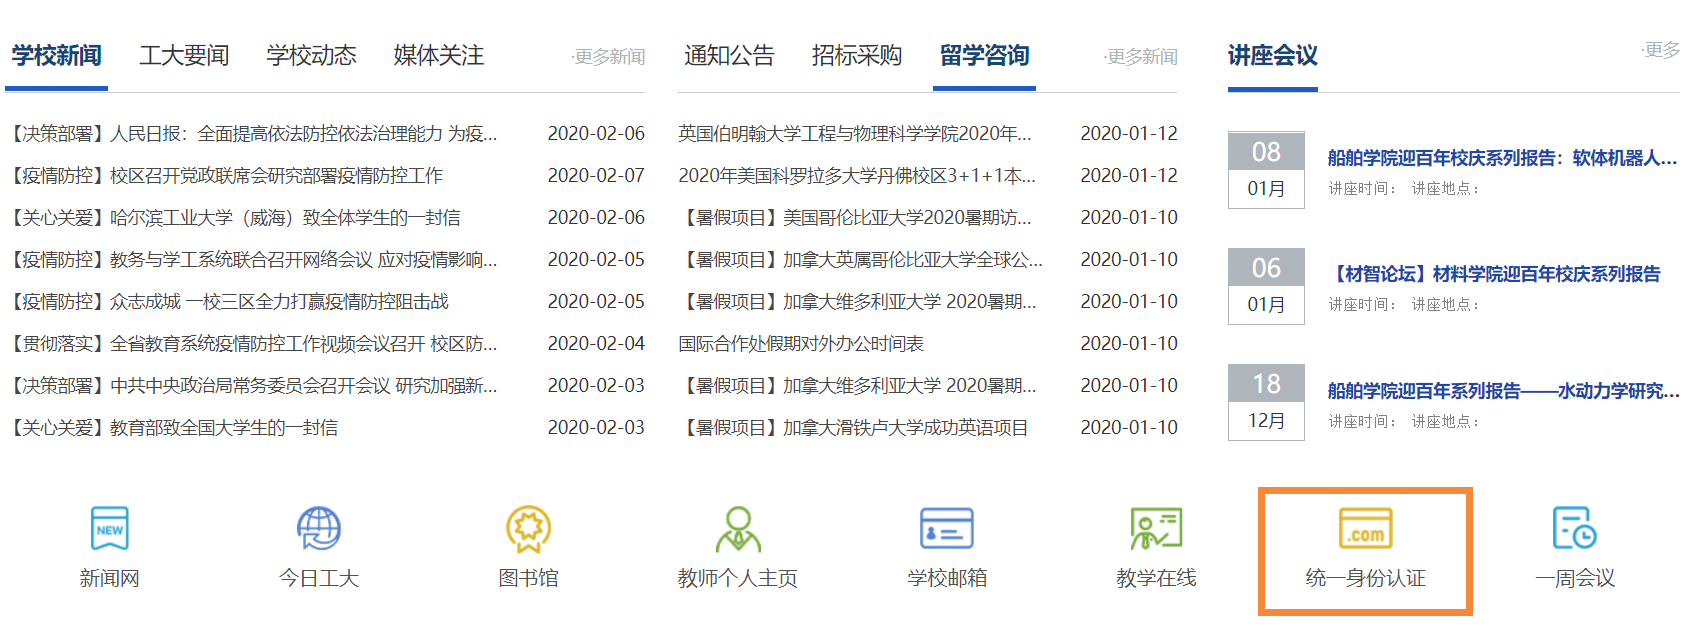 学校新闻 工大要闻 学校动态 媒体关注 ·更多新闻
【决策部署】人民日报：全面提高依法防控依法治理能力 为疫... 2020-02-06
【疫情防控】校区召开党政联席会研究部署疫情防控工作 2020-02-07
【关心关爱】哈尔滨工业大学（威海）致全体学生的一封信 2020-02-06
【疫情防控】教务与学工系统联合召开网络会议 应对疫情影响... 2020-02-05
【疫情防控】众志成城 一校三区全力打赢疫情防控阻击战 2020-02-05
【贯彻落实】全省教育系统疫情防控工作视频会议召开 校区防... 2020-02-04
【决策部署】中共中央政治局常务委员会召开会议 研究加强新... 2020-02-03
【关心关爱】教育部致全国大学生的一封信 2020-02-03
通知公告 招标采购 留学咨询 ·更多新闻
英国伯明翰大学工程与物理科学学院2020年... 2020-01-12
2020年美国科罗拉多大学丹佛校区3+1+1本... 2020-01-12
【暑假项目】美国哥伦比亚大学2020暑期访... 2020-01-10
【暑假项目】加拿大英属哥伦比亚大学全球公... 2020-01-10
【暑假项目】加拿大维多利亚大学 2020暑期... 2020-01-10
国际合作处假期对外办公时间表 2020-01-10
【暑假项目】加拿大维多利亚大学 2020暑期... 2020-01-10
【暑假项目】加拿大滑铁卢大学成功英语项目 2020-01-10
讲座会议 ·更多
08
01月
船舶学院迎百年校庆系列报告：软体机器人...
讲座时间： 讲座地点：
06
01月
【材智论坛】材料学院迎百年校庆系列报告
讲座时间： 讲座地点：
18
12月
船舶学院迎百年系列报告——水动力学研究...
讲座时间： 讲座地点：
NEW
.com
新闻网 今日工大 图书馆 教师个人主页 学校邮箱 教学在线 统一身份认证 一周会议